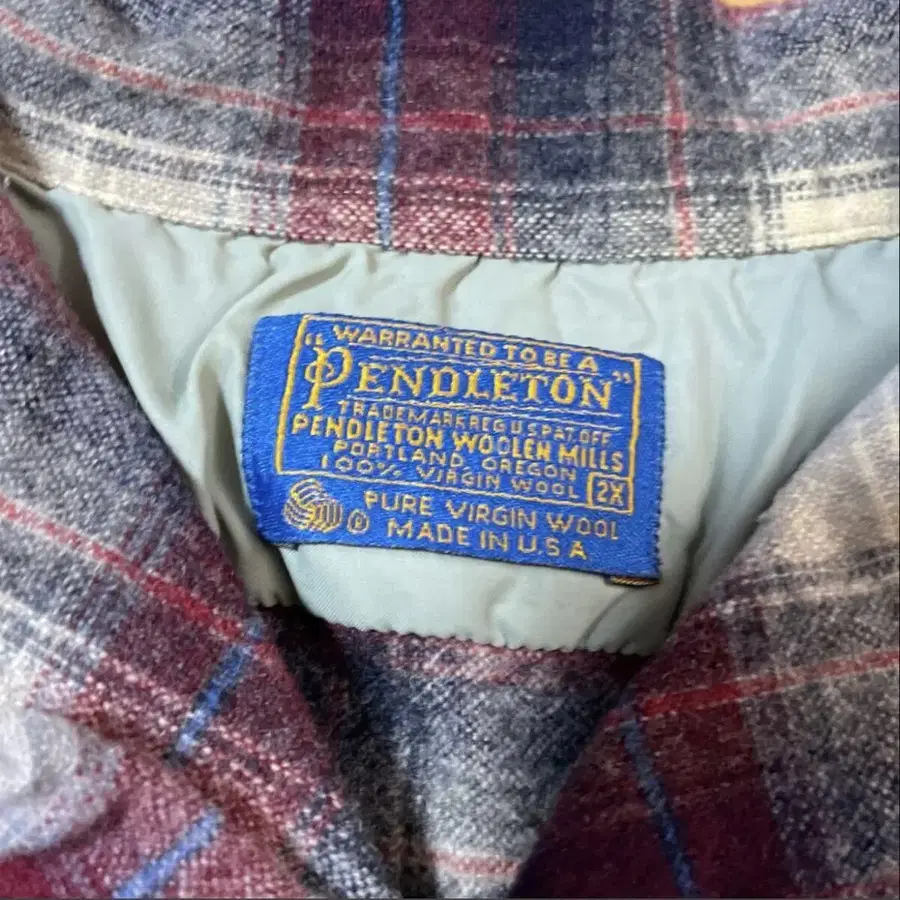 WARRANTED TO BE A
"PENDLETON"
TRADEMARK REG U S PAT. OFF
PENDLETON WOOLEN MILLS
PORTLAND, OREGON
100% VIRGIN WOOL 2X
® PURE VIRGIN WOOL
MADE IN U.S.A